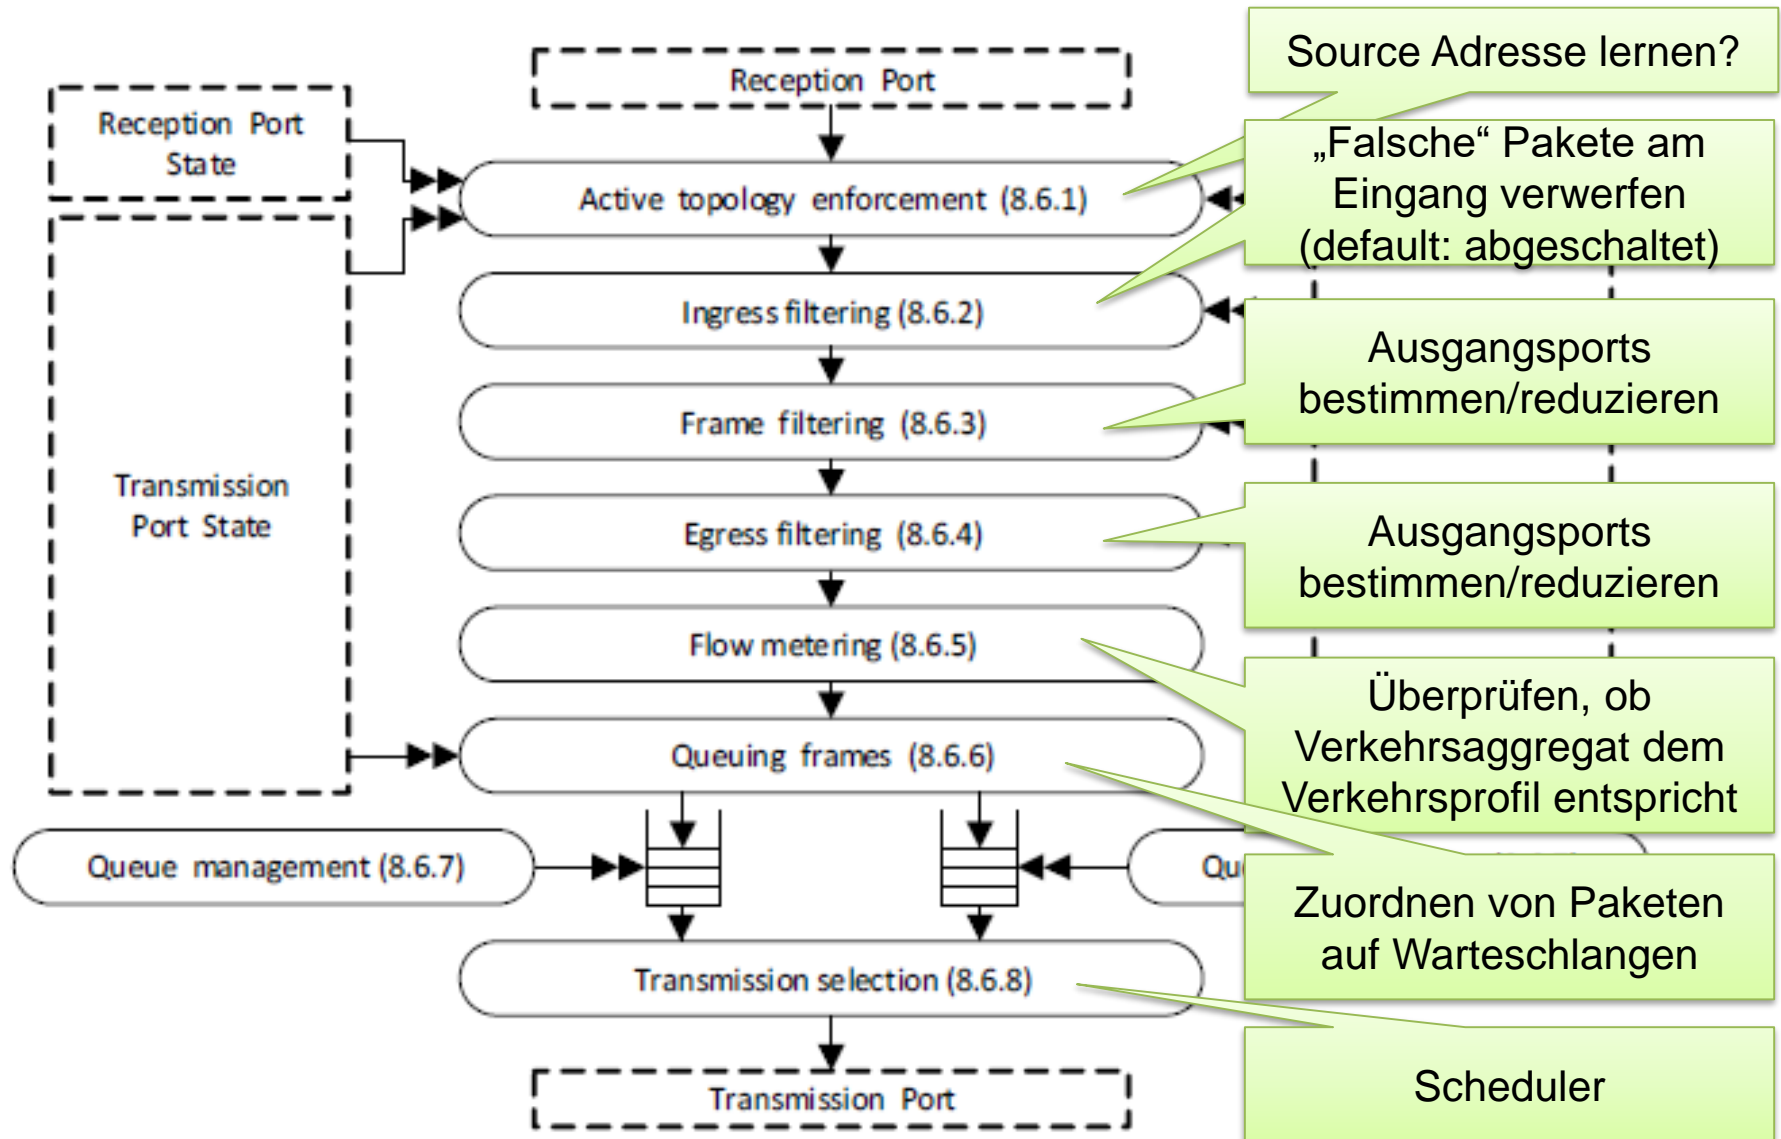 Reception Port
Source Adresse lernen?
Reception Port
State
„Falsche“ Pakete am
Eingang verwerfen
(default: abgeschaltet)
Active topology enforcement (8.6.1)
Ingress filtering (8.6.2)
Ausgangsports
bestimmen/reduzieren
Frame filtering (8.6.3)
Transmission
Port State
Egress filtering (8.6.4)
Ausgangsports
bestimmen/reduzieren
Flow metering (8.6.5)
Überprüfen, ob
Verkehrsaggregat dem
Verkehrsprofil entspricht
Queuing frames (8.6.6)
Queue management (8.6.7)
Zuordnen von Paketen
auf Warteschlangen
Transmission selection (8.6.8)
Scheduler
Transmission Port